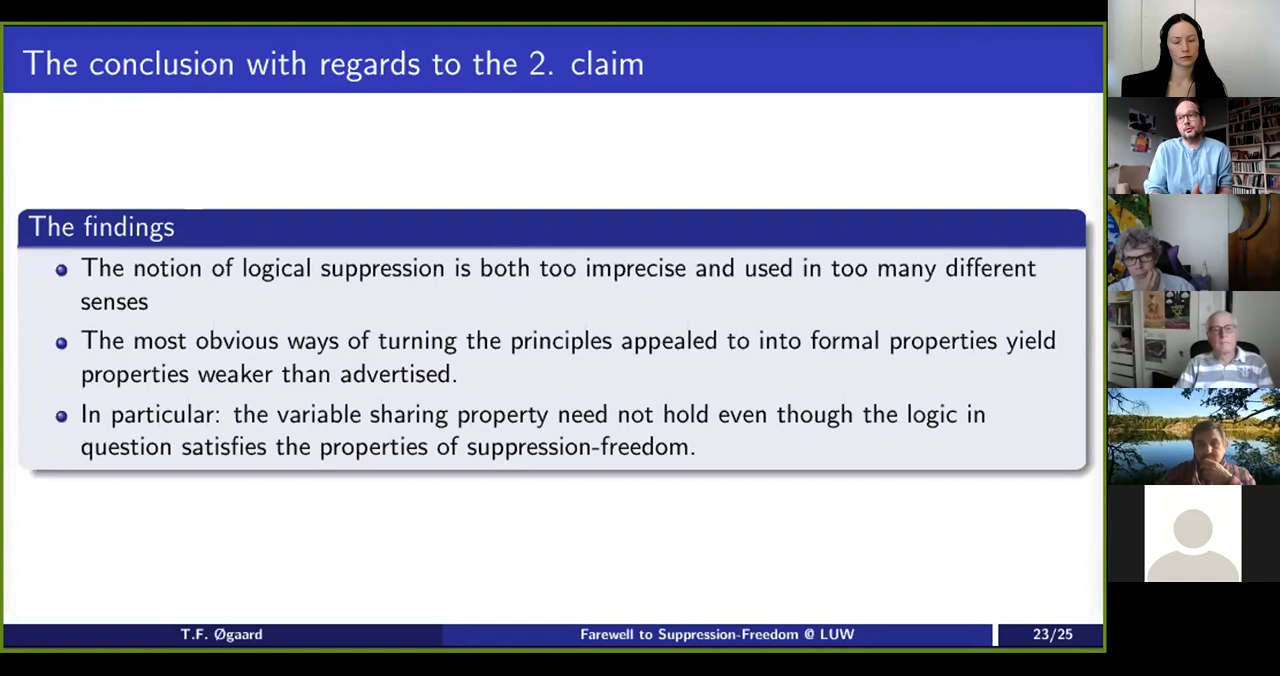 The conclusion with regards to the 2. claim
The findings
The notion of logical suppression is both too imprecise and used in too many different
senses
The most obvious ways of turning the principles appealed to into formal properties yield
properties weaker than advertised.
In particular: the variable sharing property need not hold even though the logic in
question satisfies the properties of suppression-freedom.
T.F. Øgaard
Farewell to Suppression-Freedom @ LUW
23/25